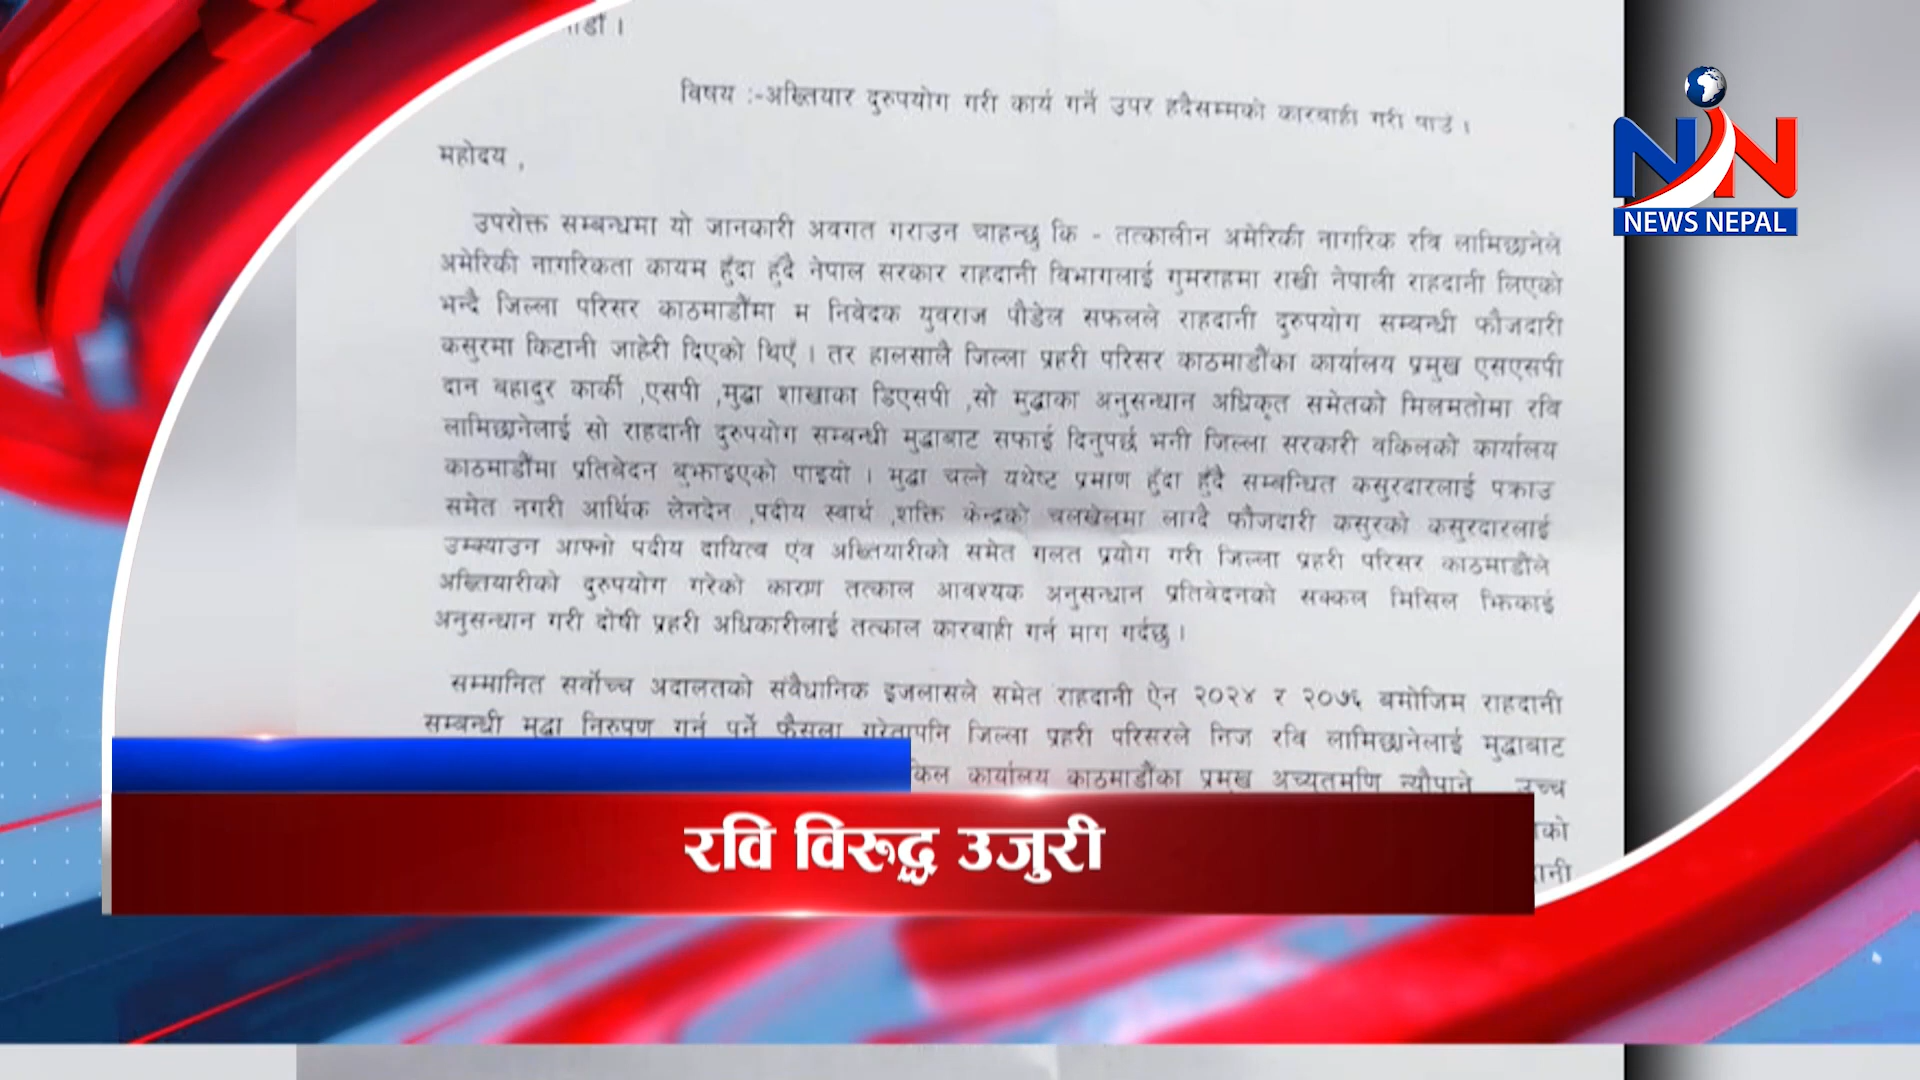 माडौं ।
विषय :-अख्तियार दुरुपयोग गरी कार्य गर्ने उपर हदैसम्मको कारबाही गरी पाउं ।
NN
NEWS NEPAL
महोदय ,
उपरोक्त सम्बन्धमा यो जानकारी अवगत गराउन चाहन्छु कि - तत्कालीन अमेरिकी नागरिक रवि लामिछानेले
अमेरिकी नागरिकता कायम हुँदा हुँदै नेपाल सरकार राहदानी विभागलाई गुमराहमा राखी नेपाली राहदानी लिएको
भन्दै जिल्ला परिसर काठमाडौंमा म निवेदक युवराज पौडेल सफलले राहदानी दुरुपयोग सम्बन्धी फौजदारी
कसुरमा किटानी जाहेरी दिएको थिएँ । तर हालसालै जिल्ला प्रहरी परिसर काठमाडौंका कार्यालय प्रमुख एसएसपी
दान बहादुर कार्की ,एसपी ,मुद्धा शाखाका डिएसपी ,सो मुद्धाका अनुसन्धान अधिकृत समेतको मिलमतोमा रवि
लामिछानेलाई सो राहदानी दुरुपयोग सम्बन्धी मुद्धाबाट सफाई दिनुपर्छ भनी जिल्ला सरकारी वकिलको कार्यालय
काठमाडौंमा प्रतिवेदन बुझाइएको पाइयो । मुद्धा चल्ने यथेष्ट प्रमाण हुँदा हुँदै सम्बन्धित कसुरदारलाई पक्राउ
समेत नगरी आर्थिक लेनदेन ,पदीय स्वार्थ ,शक्ति केन्द्रको चलखेलमा लाग्दै फौजदारी कसुरको कसुरदारलाई
उम्क्याउन आफ्नो पदीय दायित्व एंव अख्तियारीको समेत गलत प्रयोग गरी जिल्ला प्रहरी परिसर काठमाडौंले
अख्तियारीको दुरुपयोग गरेको कारण तत्काल आवश्यक अनुसन्धान प्रतिवेदनको सक्कल मिसिल झिकाई
अनुसन्धान गरी दोषी प्रहरी अधिकारीलाई तत्काल कारबाही गर्न माग गर्दछु ।
सम्मानित सर्वोच्च अदालतको संवैधानिक इजलासले समेत राहदानी ऐन २०२४ र २०७६ बमोजिम राहदानी
सम्बन्धी मुद्धा निरुपण गर्न पर्ने फैसला गरेतापनि जिल्ला प्रहरी परिसरले निज रवि लामिछानेलाई मुद्धाबाट
किल कार्यालय काठमाडौंका प्रमुख अच्युतमणि न्यौपाने उच्च
को
रवि विरूद्ध उजुरी
दानी